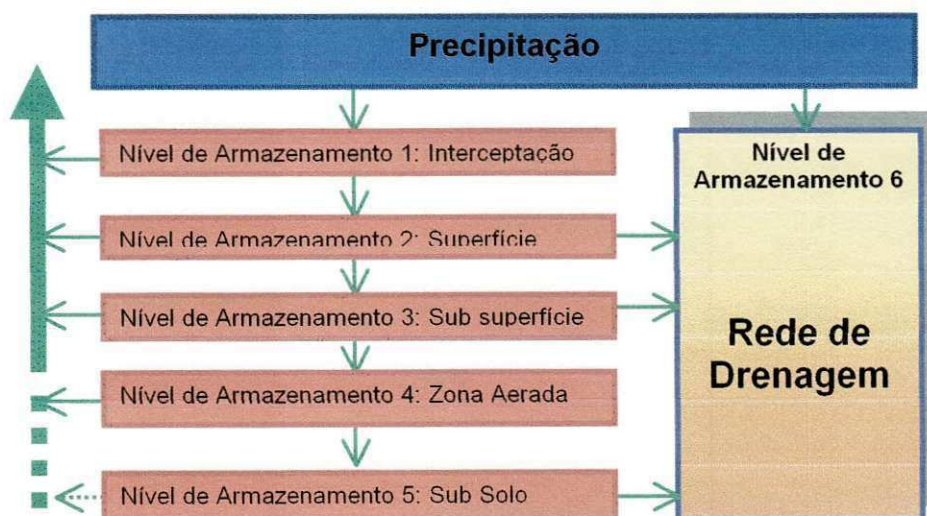 Precipitação
Nível de Armazenamento 1: Interceptação
Nível de Armazenamento 2: Superfície
Nível de Armazenamento 3: Sub superfície
Nível de Armazenamento 4: Zona Aerada
Nível de Armazenamento 5: Sub Solo
Nível de
Armazenamento 6
Rede de
Drenagem